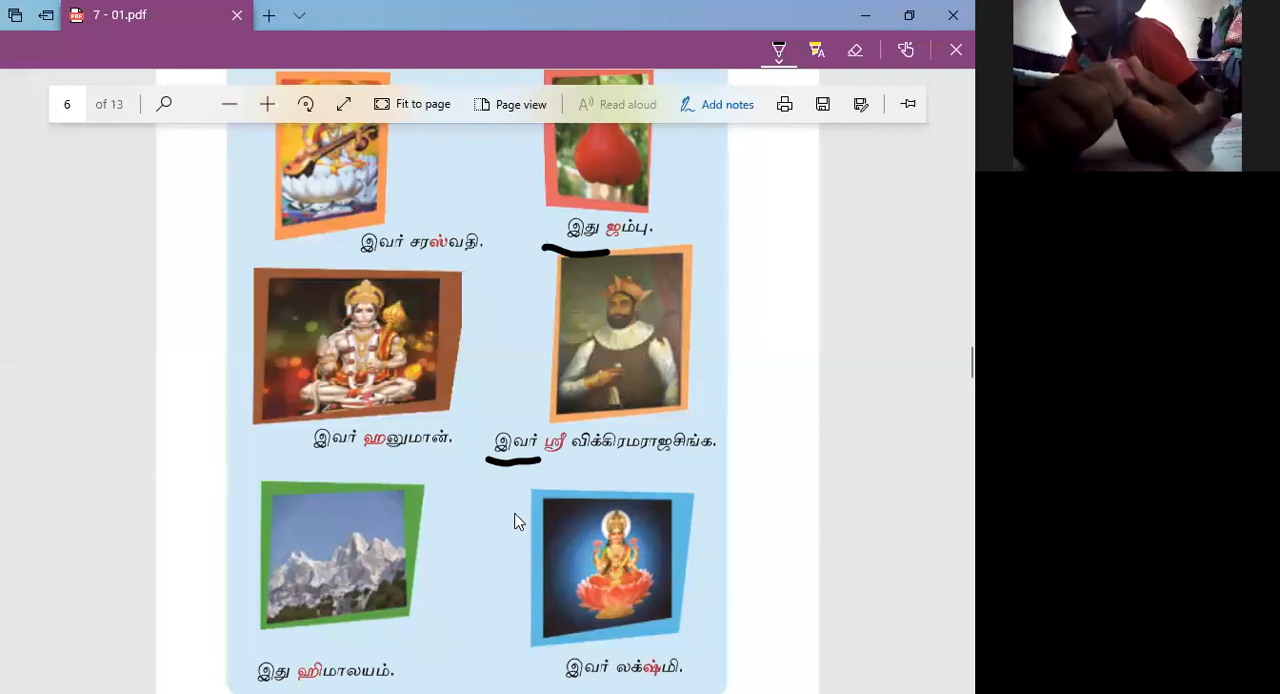 7 - 01.pdf
6 of 13
Fit to page
Page view
Read aloud
Add notes
இவர் சரஸ்வதி.
இது ஜம்பு.
இவர் ஹனுமான்.
இவர் ஸ்ரீ விக்கிரமராஜசிங்க.
இது ஹிமாலயம்.
இவர் லக்ஷ்மி.